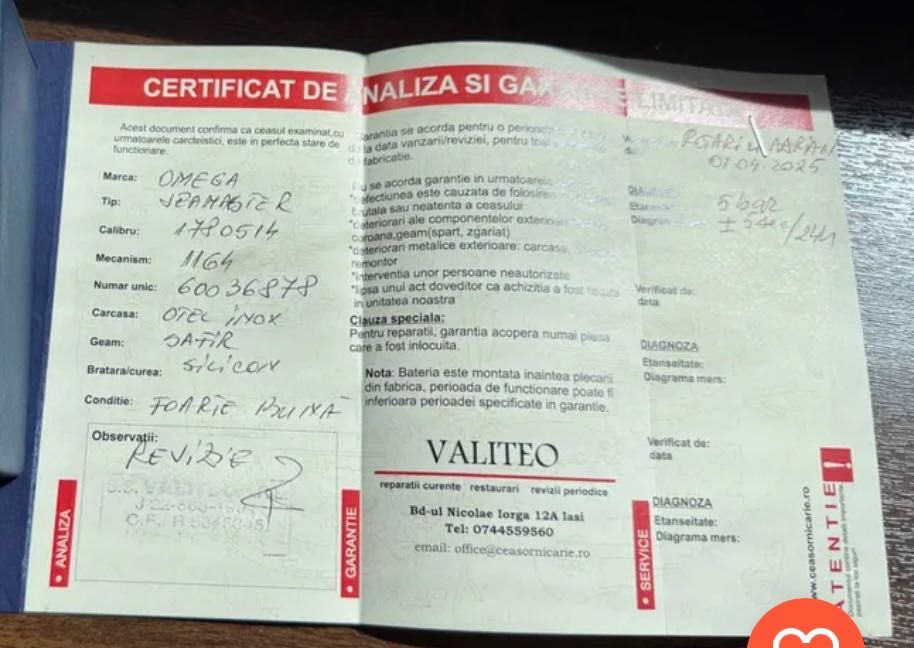 CERTIFICAT DE ANALIZA SI GARANTIE LIMITATA
Acest document confirma ca ceasul examinat,cu
urmatoarele carcteistici, este in perfecta stare de
functionare.
Marca: OMEGA
Tip: SEAMASTER
Calibru: 1780514
Mecanism: 1164
Numar unic: 60036878
Carcasa: OTEL INOX
Geam: SAFIR
Bratara/curea: SILICON
Conditie: FOARTE BUNA
Observatii:
REVIZIE
• ANALIZA
Garantia se acorda pentru o perioada
data vanzarii/reviziei, pentru
fabricatie.
Nu se acorda garantie in urmatoarele
*defectiunea este cauzata de folosirea
brutala sau neatenta a ceasului
*deteriorari ale componentelor exterioare
coroana,geam(spart, zgariat)
*deteriorari metalice exterioare: carcasa,
remontor
*interventia unor persoane neautorizate
*lipsa unui act doveditor ca achizitia a fost facuta
in unitatea noastra
Clauza speciala:
Pentru reparatii, garantia acopera numai piesa
care a fost inlocuita.
Nota: Bateria este montata inaintea plecarii
din fabrica, perioada de functionare poate fi
inferioara perioadei specificate in garantie.
VALITEO
reparatii curente restaurari revizii periodice
Bd-ul Nicolae Iorga 12A Iasi
Tel: 0744559560
email: office@ceasornicarie.ro
• GARANTIE
01.04.2025
5 bar
± 5sec/24h
Verificat de:
data
DIAGNOZA
Etanseitate:
Diagrama mers:
Verificat de:
data
DIAGNOZA
Etanseitate:
Diagrama mers:
• SERVICE
www.ceasornicarie.ro
ATENTIE!